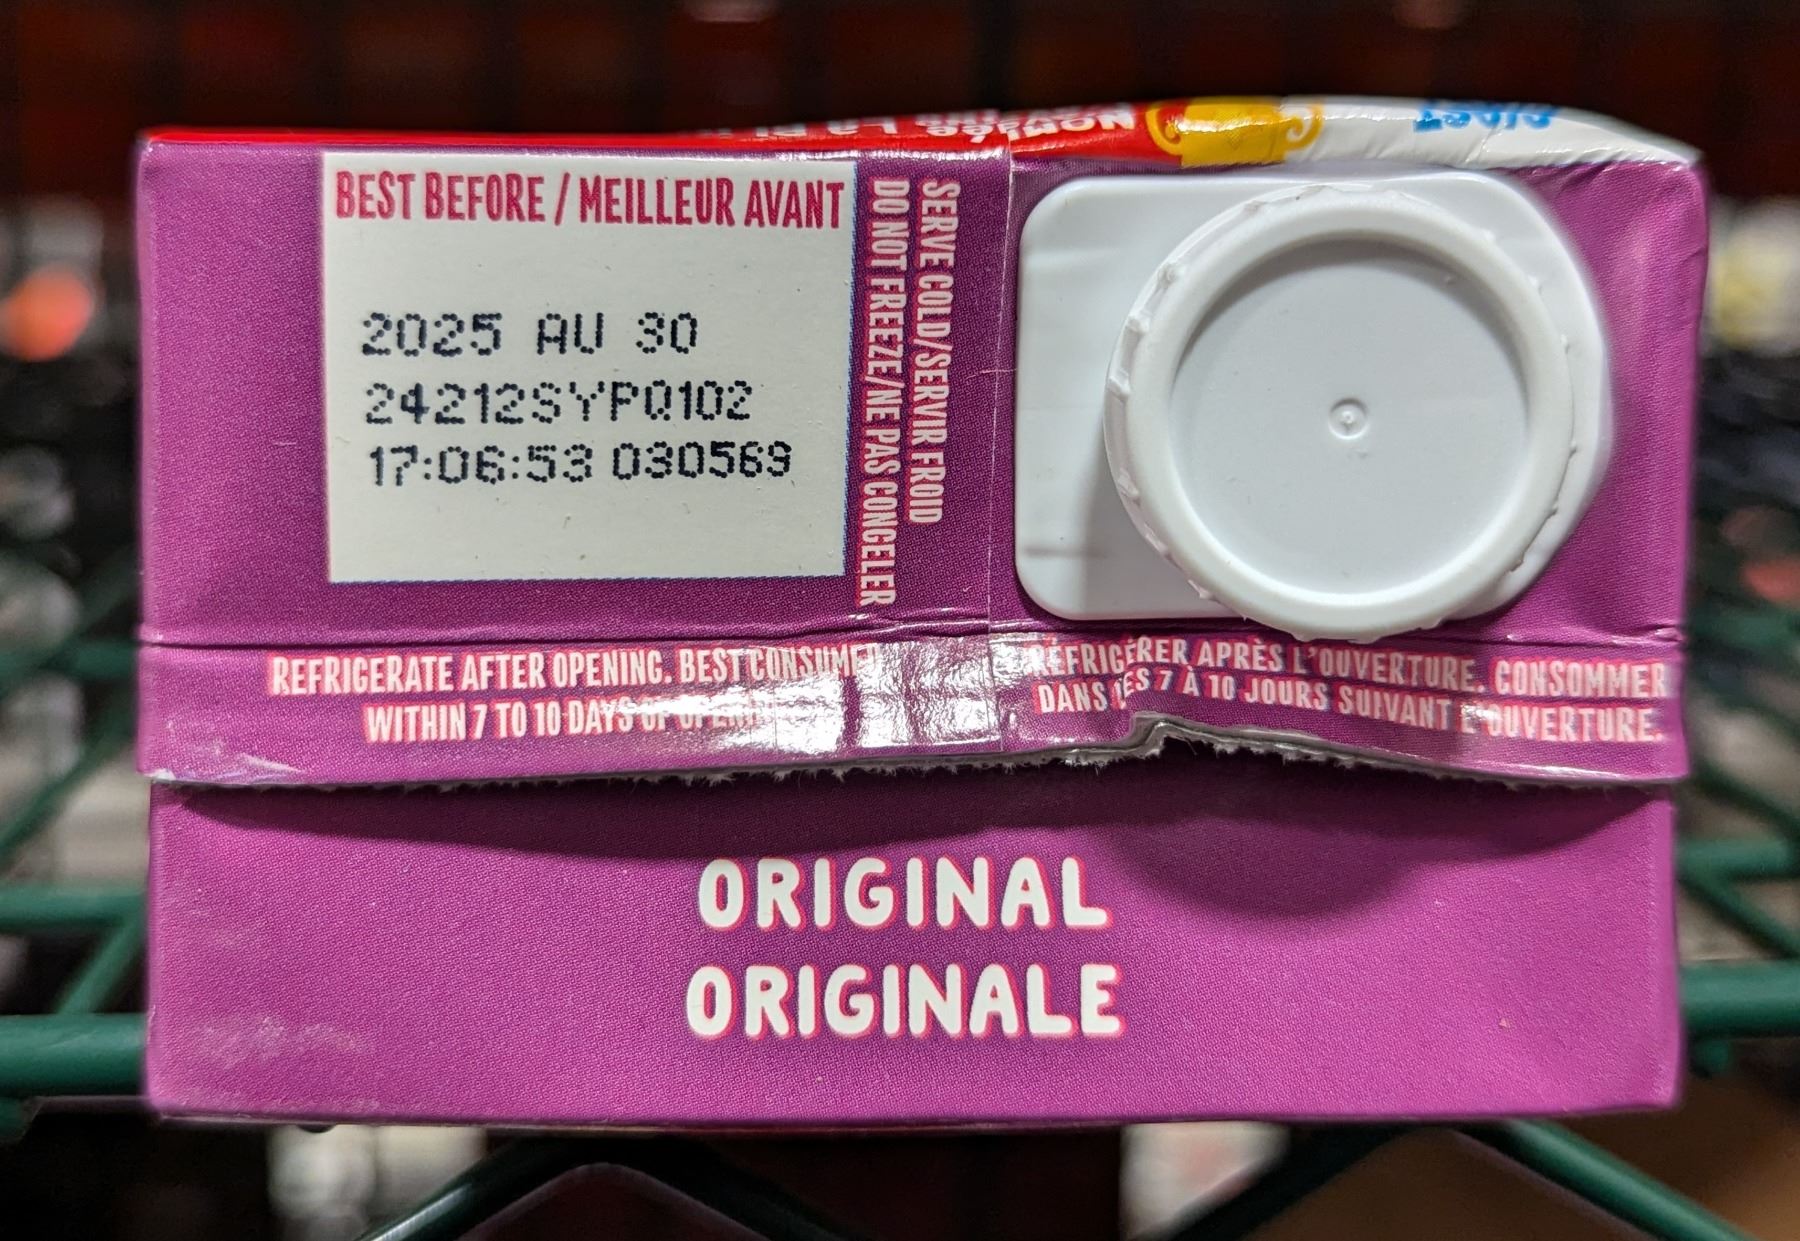 NOMMÉE
BEST BEFORE / MEILLEUR AVANT
2025 AU 30
24212SYPQ102
17:06:53 030569
SERVE COLD/SERVIR FROID
DO NOT FREEZE/NE PAS CONGELER
REFRIGERATE AFTER OPENING. BEST CONSUMED
WITHIN 7 TO 10 DAYS OF
RÉFRIGÉRER APRÈS L'OUVERTURE. CONSOMMER
DANS LES 7 À 10 JOURS SUIVANT L'OUVERTURE.
ORIGINAL
ORIGINALE